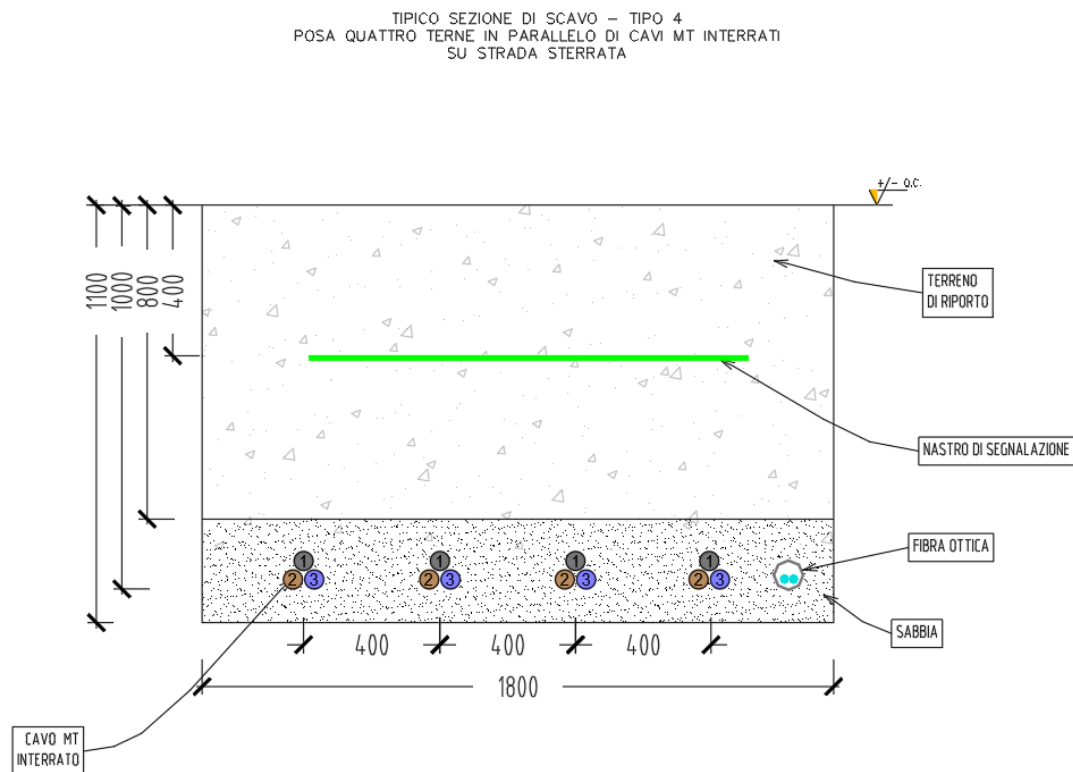 TIPICO SEZIONE DI SCAVO – TIPO 4
POSA QUATTRO TERNE IN PARALLELO DI CAVI MT INTERRATI
SU STRADA STERRATA
+/- Q.C.
1100
1000
800
400
TERRENO
DI RIPORTO
NASTRO DI SEGNALAZIONE
FIBRA OTTICA
1
1
1
1
2 3
2 3
2 3
2 3
SABBIA
400
400
400
1800
CAVO MT
INTERRATO